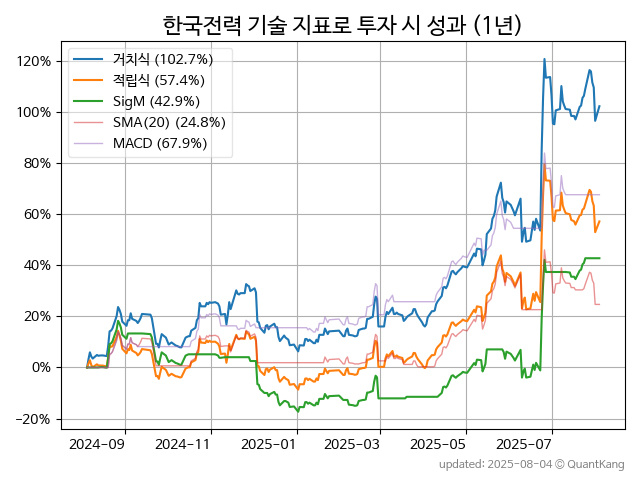 한국전력 기술 지표로 투자 시 성과 (1년)
120%
100%
80%
60%
40%
20%
0%
−20%
거치식 (102.7%)
적립식 (57.4%)
SigM (42.9%)
SMA(20) (24.8%)
MACD (67.9%)
2024-09
2024-11
2025-01
2025-03
2025-05
2025-07
updated: 2025-08-04 © QuantKang